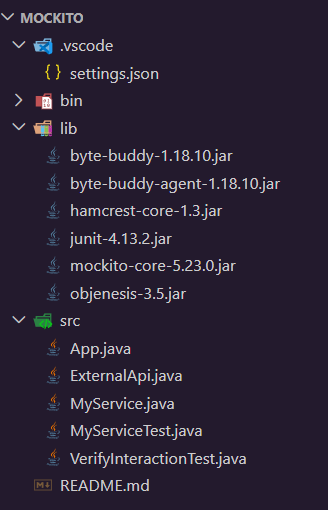 MOCKITO
.vscode
{} settings.json
bin
lib
byte-buddy-1.18.10.jar
byte-buddy-agent-1.18.10.jar
hamcrest-core-1.3.jar
junit-4.13.2.jar
mockito-core-5.23.0.jar
objenesis-3.5.jar
src
App.java
ExternalApi.java
MyService.java
MyServiceTest.java
VerifyInteractionTest.java
README.md